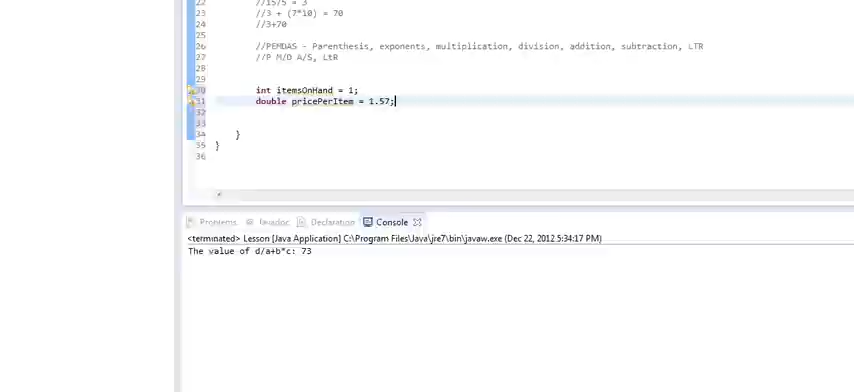 22 //15/5 = 3
23 //3 + (7*10) = 70
24 //3+70
25
26 //PEMDAS - Parenthesis, exponents, multiplication, division, addition, subtraction, LTR
27 //P M/D A/S, LtR
28
29
30 int itemsOnHand = 1;
31 double pricePerItem = 1.57;
32
33
34 }
35 }
36
Problems Javadoc Declaration Console
<terminated> Lesson [Java Application] C:\Program Files\Java\jre7\bin\javaw.exe (Dec 22, 2012 5:34:17 PM)
The value of d/a+b*c: 73